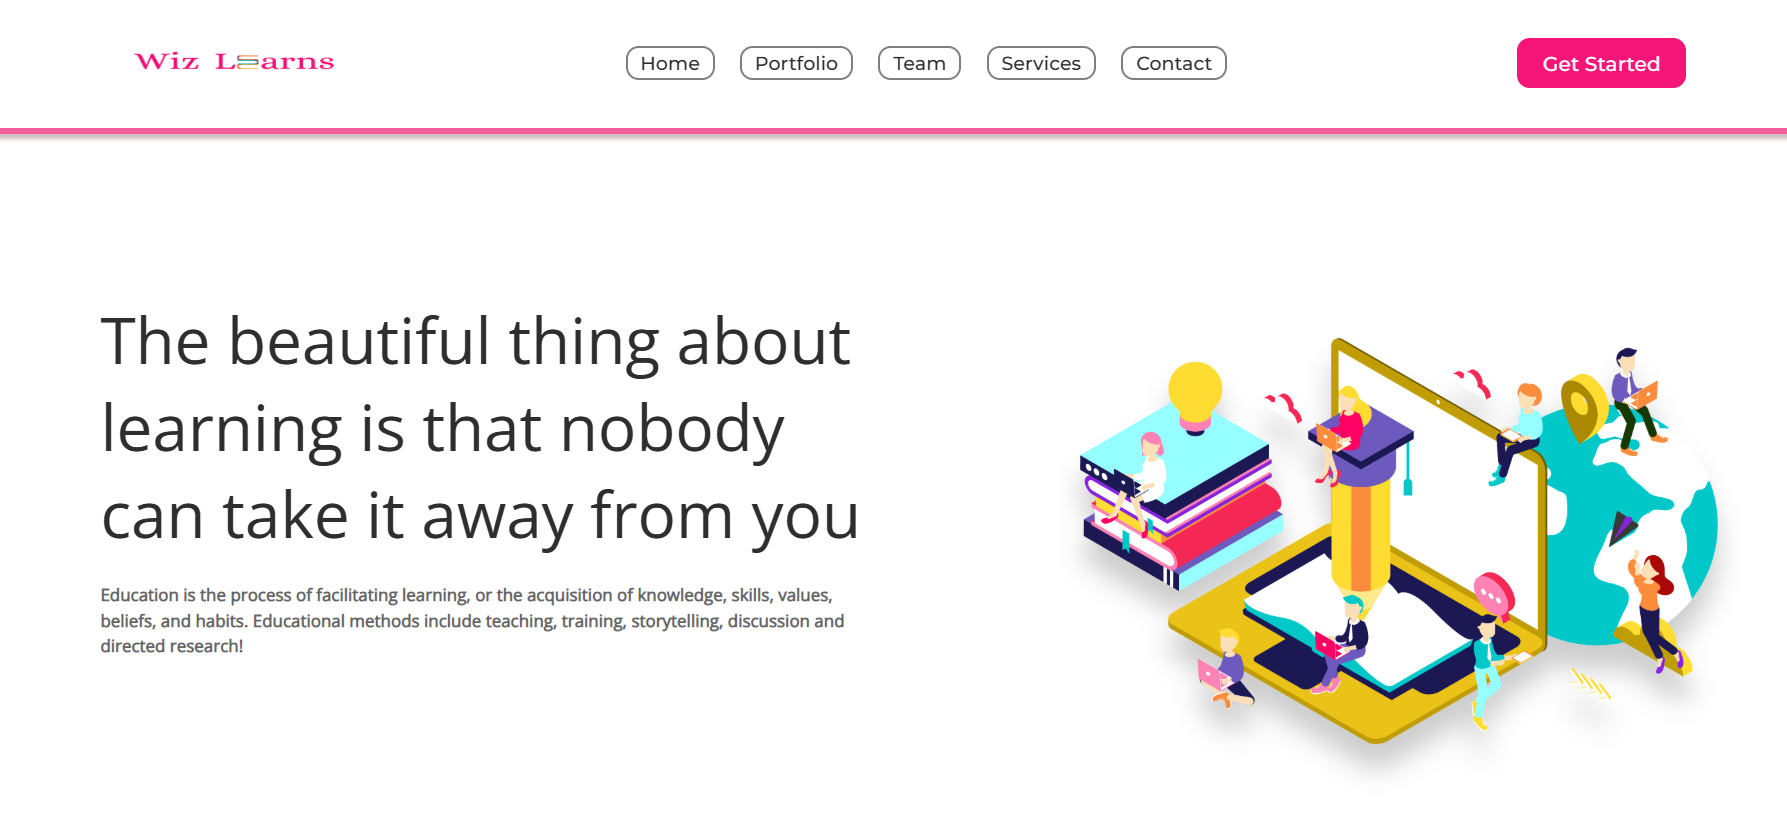 Wiz Learns
Home
Portfolio
Team
Services
Contact
Get Started
The beautiful thing about
learning is that nobody
can take it away from you
Education is the process of facilitating learning, or the acquisition of knowledge, skills, values,
beliefs, and habits. Educational methods include teaching, training, storytelling, discussion and
directed research!